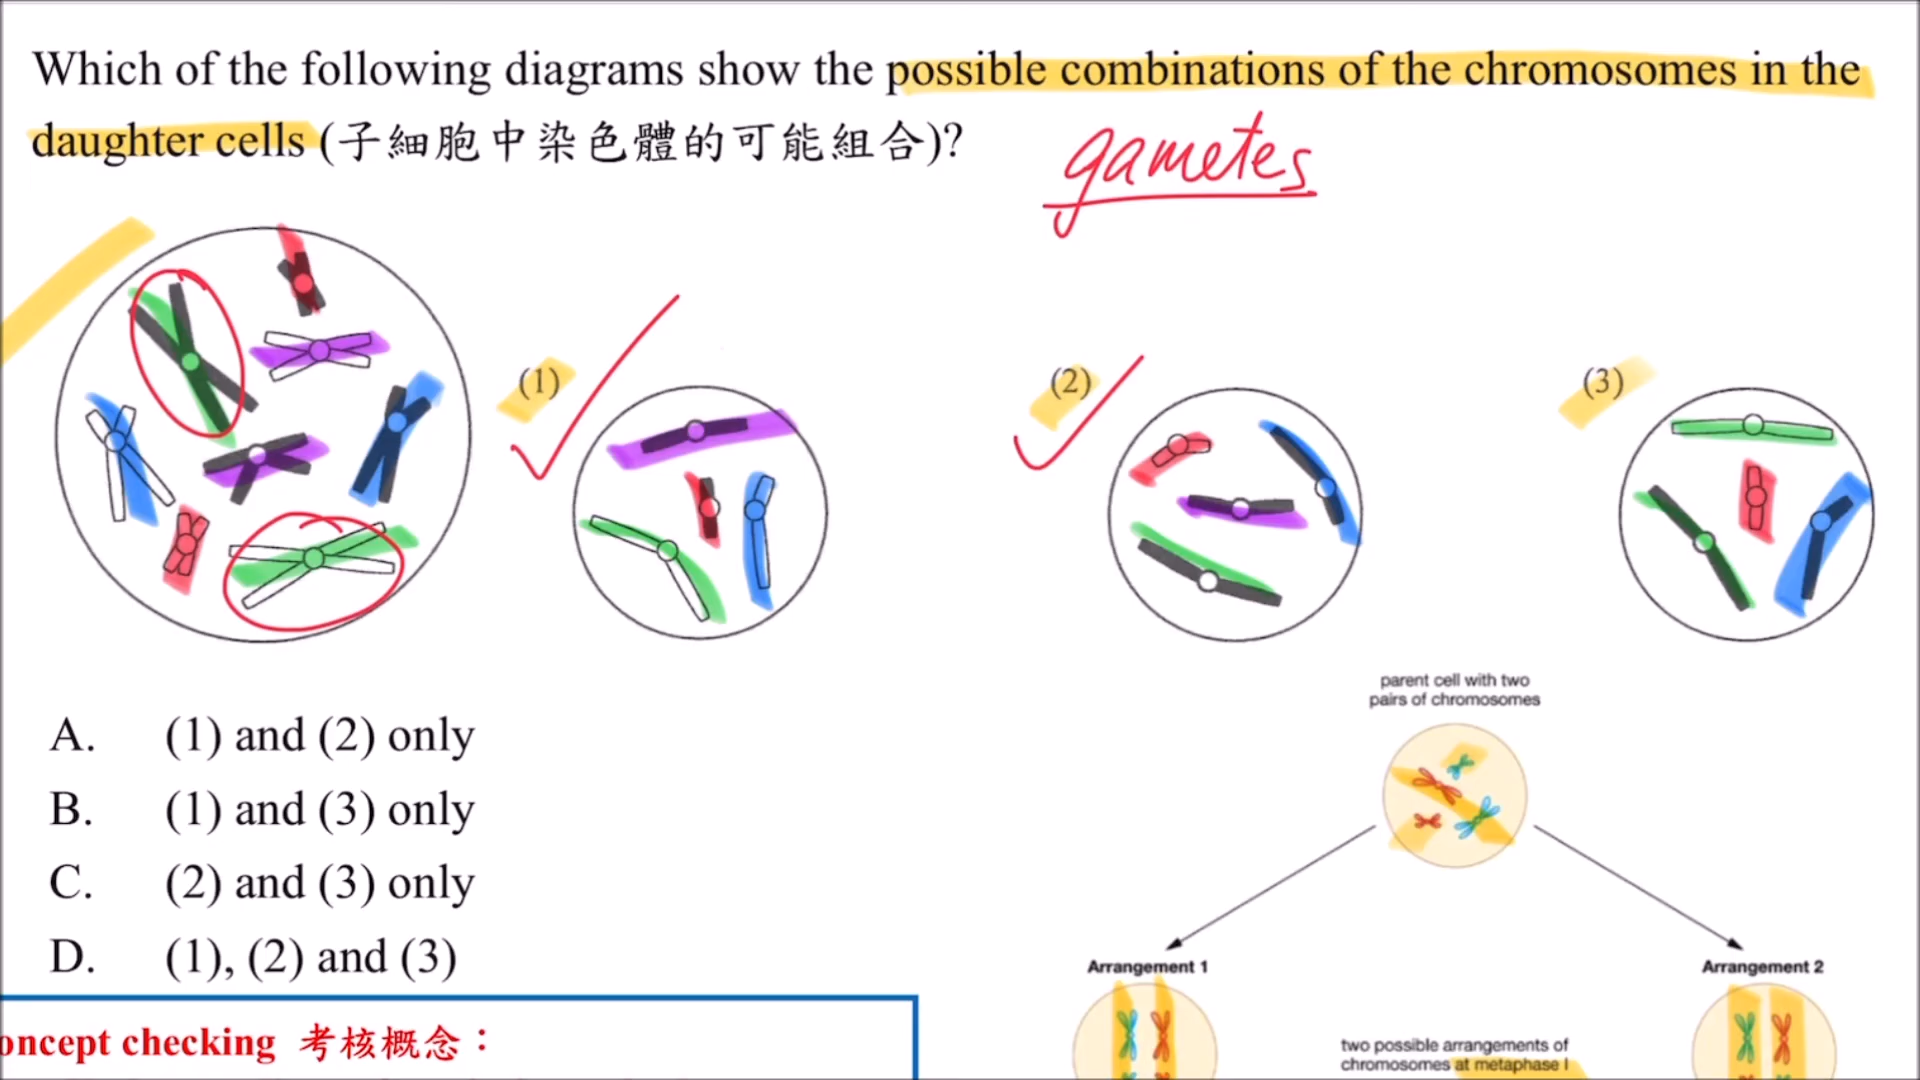 Which of the following diagrams show the possible combinations of the chromosomes in the
daughter cells (子細胞中染色體的可能組合)?
gametes
(1)
(2)
(3)
parent cell with two
pairs of chromosomes
A. (1) and (2) only
B. (1) and (3) only
C. (2) and (3) only
D. (1), (2) and (3)
Arrangement 1
Arrangement 2
oncept checking 考核概念：
two possible arrangements of
chromosomes at metaphase I